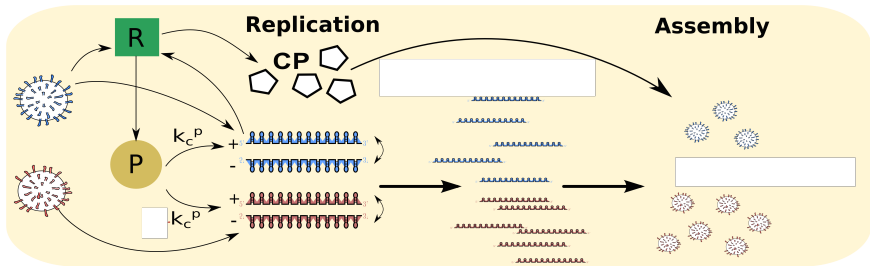 Replication
Assembly
R
CP
k_c^p
+
-
P
+
-
k_c^p